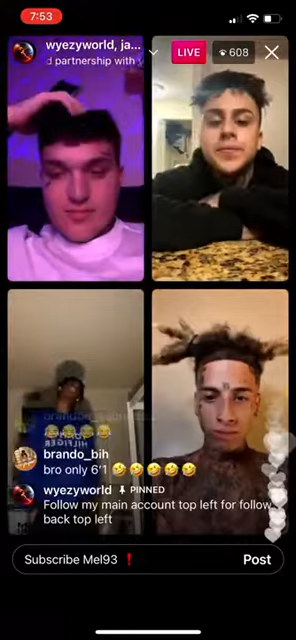 7:53
wyezyworld, ja...
d partnership with
LIVE
608
HILFIGER
brando_bih
bro only 6'1 🤣🤣🤣🤣🤣
wyezyworld PINNED
Follow my main account top left for follow
back top left
Subscribe Mel93 ❗
Post